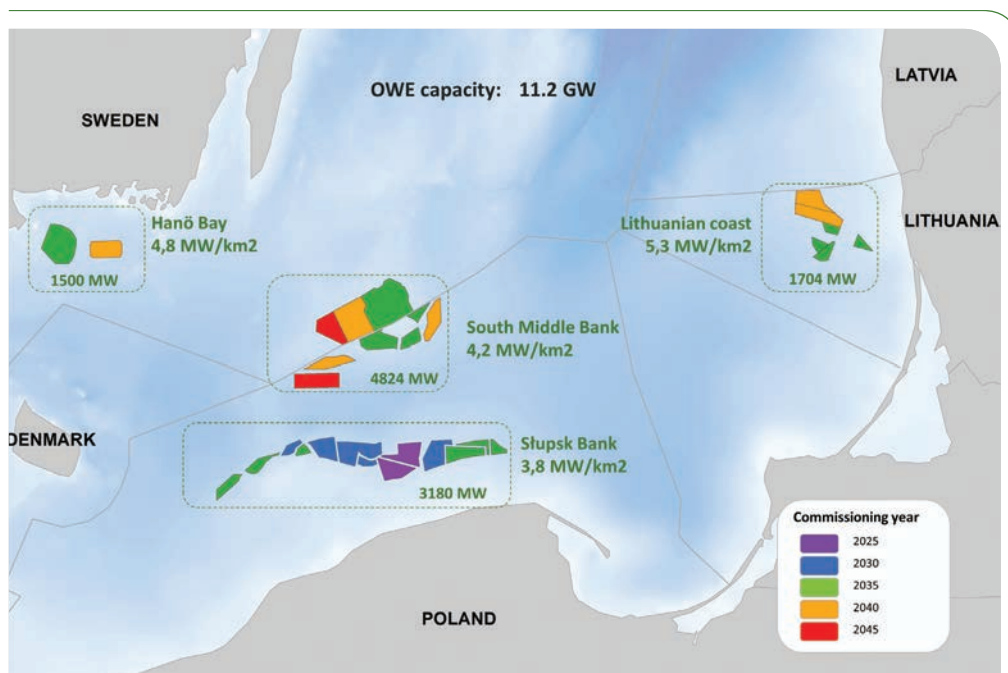 OWE capacity: 11.2 GW
LATVIA
SWEDEN
Hanö Bay
4,8 MW/km2
1500 MW
Lithuanian coast
5,3 MW/km2
1704 MW
LITHUANIA
South Middle Bank
4,2 MW/km2
4824 MW
DENMARK
Słupsk Bank
3,8 MW/km2
3180 MW
POLAND
Commissioning year
2025
2030
2035
2040
2045